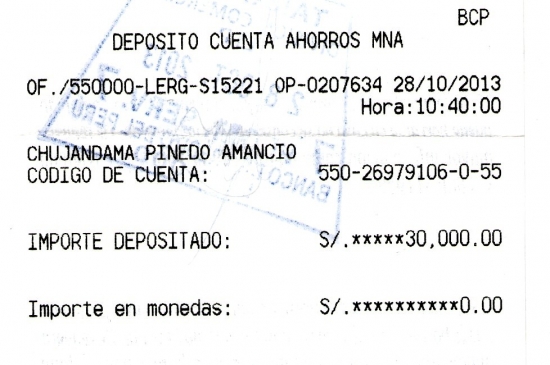 BCP
DEPOSITO CUENTA AHORROS MNA
OF./550000-LERG-S15221 OP-0207634 28/10/2013
Hora:10:40:00
CHUJANDAMA PINEDO AMANCIO
CODIGO DE CUENTA: 550-26979106-0-55
IMPORTE DEPOSITADO: S/.*****30,000.00
Importe en monedas: S/.**********0.00